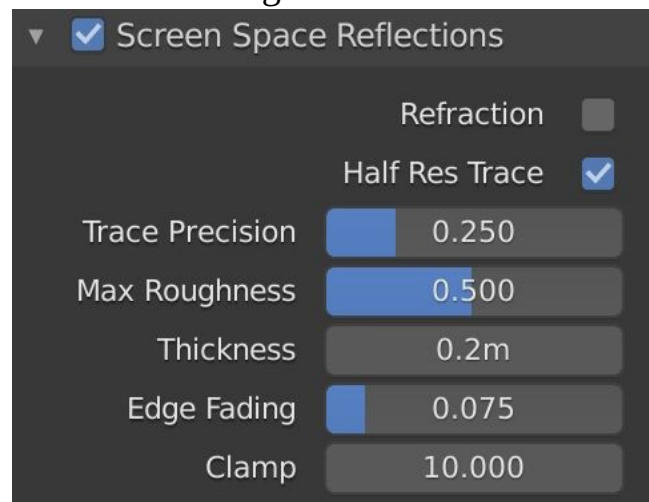 Screen Space Reflections
Refraction
Half Res Trace
Trace Precision 0.250
Max Roughness 0.500
Thickness 0.2m
Edge Fading 0.075
Clamp 10.000